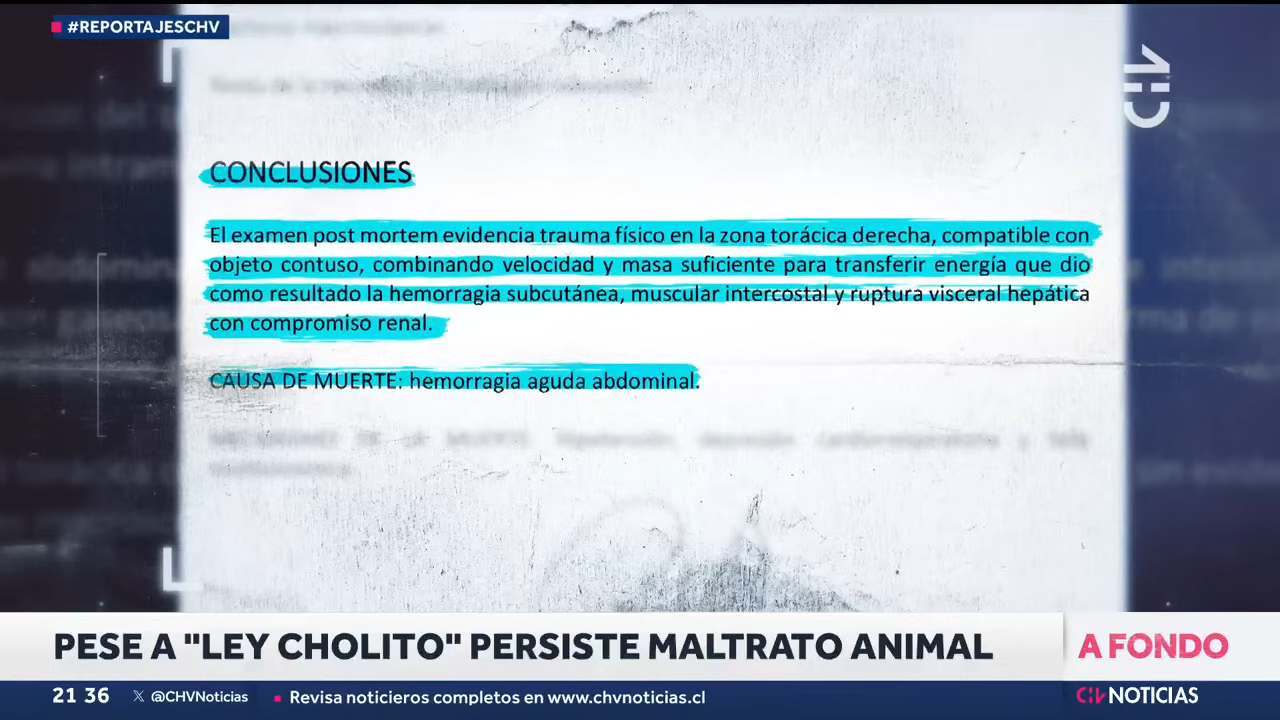 #REPORTAJESCHV
CHV
CONCLUSIONES
El examen post mortem evidencia trauma físico en la zona torácica derecha, compatible con
objeto contuso, combinando velocidad y masa suficiente para transferir energía que dio
como resultado la hemorragia subcutánea, muscular intercostal y ruptura visceral hepática
con compromiso renal.
CAUSA DE MUERTE: hemorragia aguda abdominal.
PESE A "LEY CHOLITO" PERSISTE MALTRATO ANIMAL
A FONDO
21 36 X @CHVNoticias ▪ Revisa noticieros completos en www.chvnoticias.cl
CHV NOTICIAS